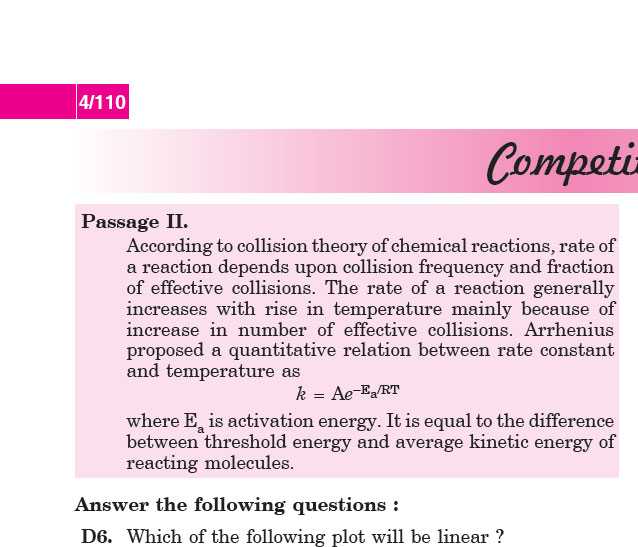 4/110
Passage II.
According to collision theory of chemical reactions, rate of
a reaction depends upon collision frequency and fraction
of effective collisions. The rate of a reaction generally
increases with rise in temperature mainly because of
increase in number of effective collisions. Arrhenius
proposed a quantitative relation between rate constant
and temperature as
k = Ae–Ea/RT
where Ea is activation energy. It is equal to the difference
between threshold energy and average kinetic energy of
reacting molecules.
Answer the following questions :
D6. Which of the following plot will be linear ?